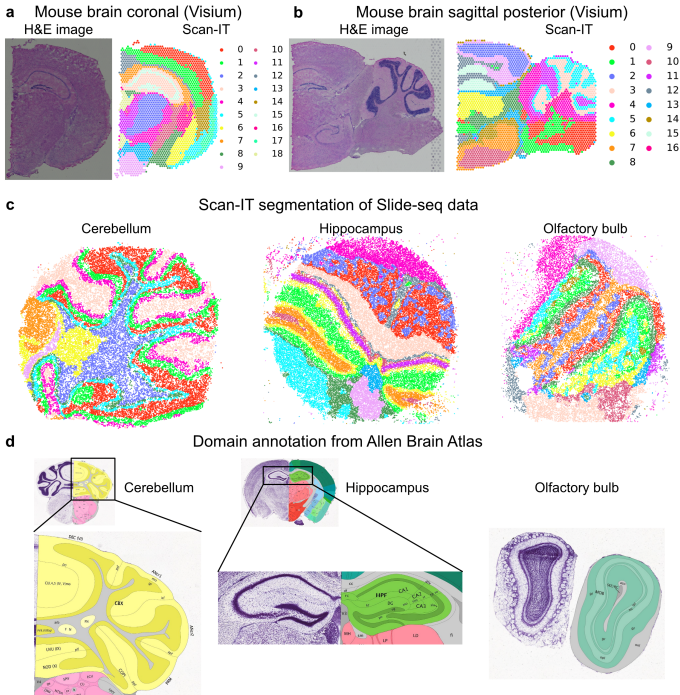 a Mouse brain coronal (Visium)
H&E image Scan-IT
0 10
1 11
2 12
3 13
4 14
5 15
6 16
7 17
8 18
9
b Mouse brain sagittal posterior (Visium)
H&E image Scan-IT
0 9
1 10
2 11
3 12
4 13
5 14
6 15
7 16
8
c Scan-IT segmentation of Slide-seq data
Cerebellum Hippocampus Olfactory bulb
d Domain annotation from Allen Brain Atlas
Cerebellum Hippocampus Olfactory bulb
CBX
HPF CA1
CA2
CA3
DG